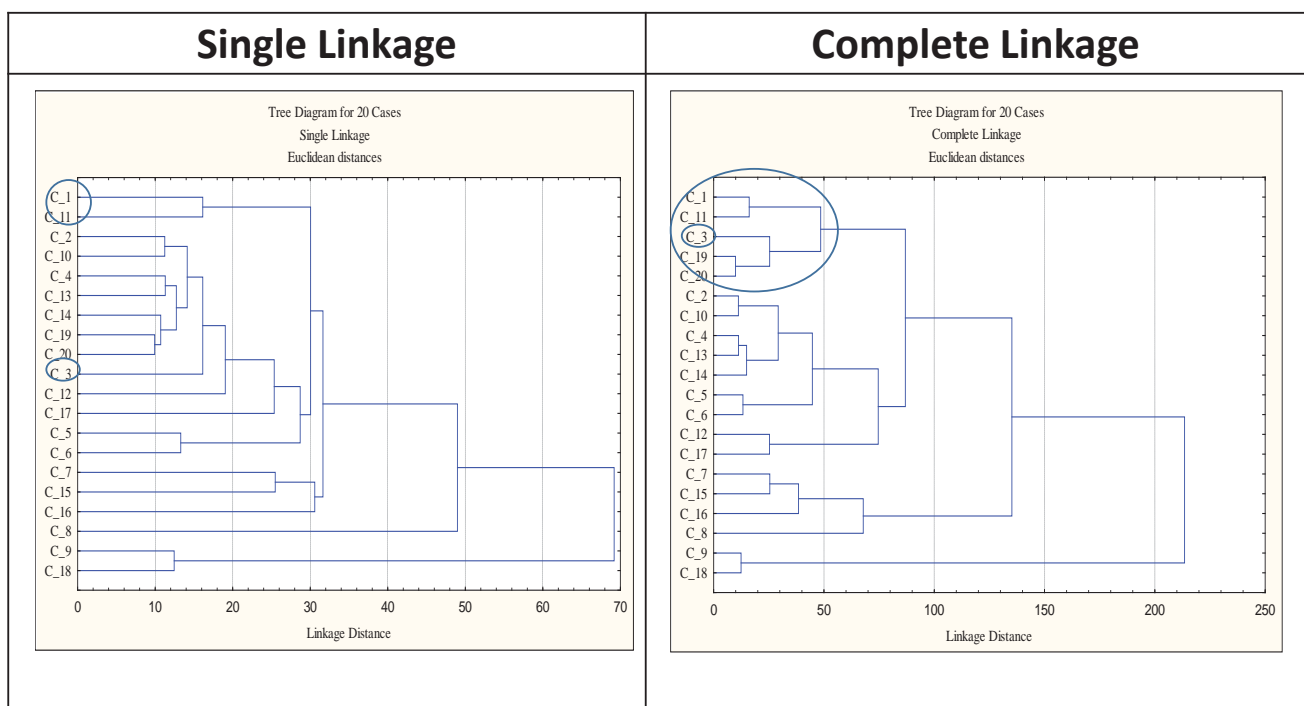 Single Linkage
Complete Linkage
Tree Diagram for 20 Cases
Single Linkage
Euclidean distances
C_1
C_11
C_2
C_10
C_4
C_13
C_14
C_19
C_20
C_3
C_12
C_17
C_5
C_6
C_7
C_15
C_16
C_8
C_9
C_18
0 10 20 30 40 50 60 70
Linkage Distance
Tree Diagram for 20 Cases
Complete Linkage
Euclidean distances
C_1
C_11
C_3
C_19
C_20
C_2
C_10
C_4
C_13
C_14
C_5
C_6
C_12
C_17
C_7
C_15
C_16
C_8
C_9
C_18
0 50 100 150 200 250
Linkage Distance